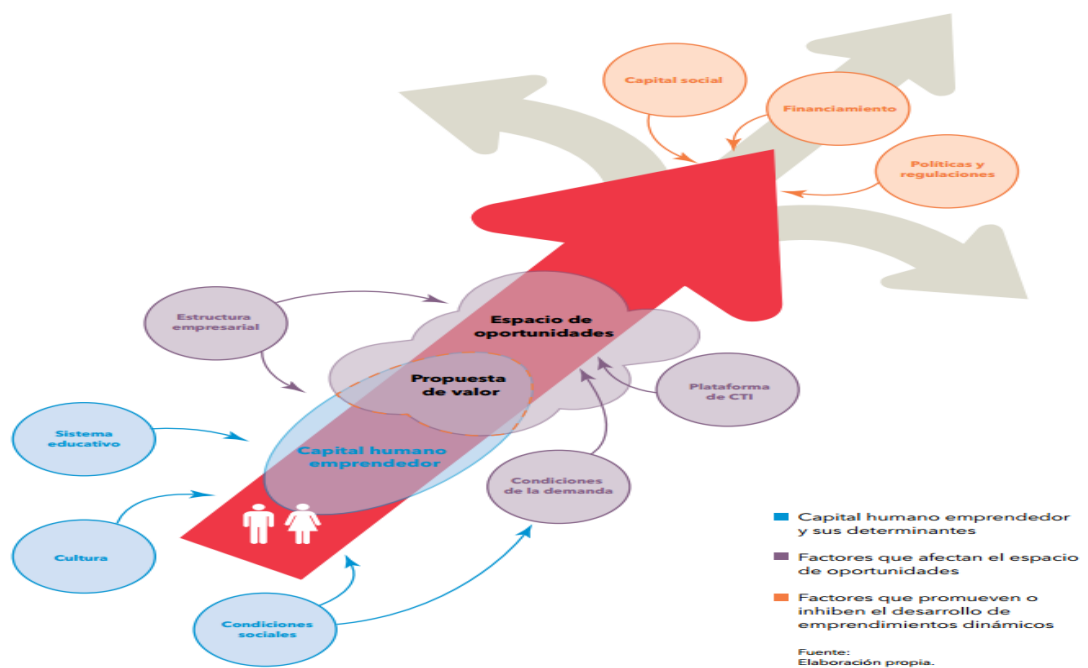 Capital social
Financiamiento
Políticas y
regulaciones
Estructura
empresarial
Espacio de
oportunidades
Propuesta
de valor
Plataforma
de CTI
Sistema
educativo
Capital humano
emprendedor
Condiciones
de la demanda
Cultura
Condiciones
sociales
Capital humano emprendedor
y sus determinantes
Factores que afectan el espacio
de oportunidades
Factores que promueven o
inhiben el desarrollo de
emprendimientos dinámicos
Fuente:
Elaboración propia.